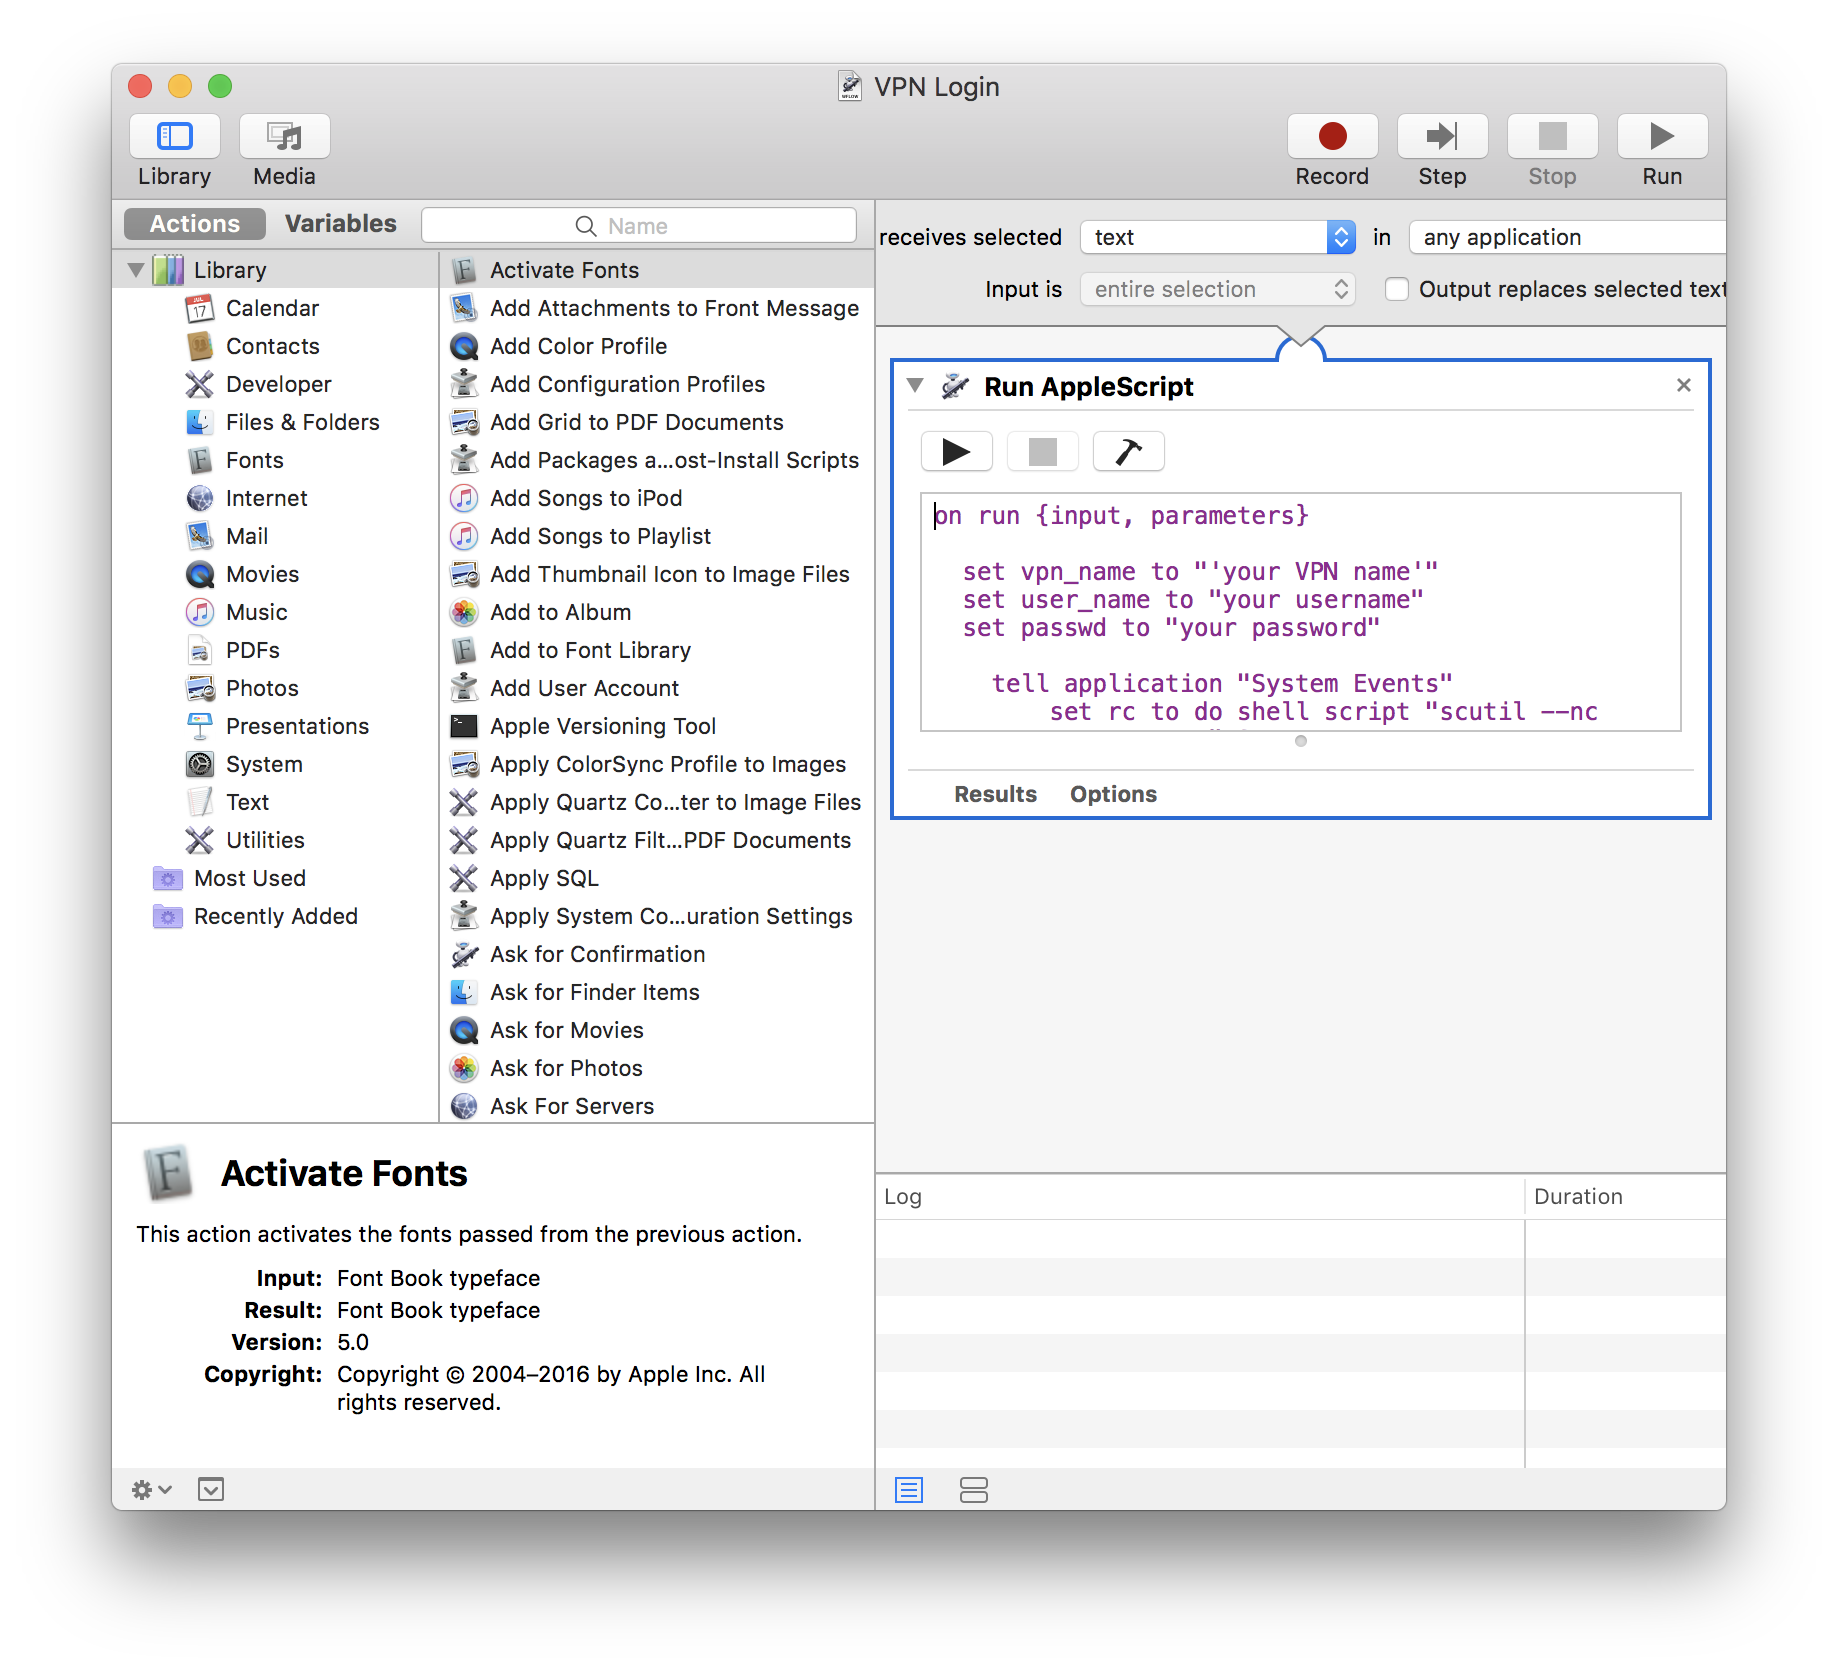 VPN Login
Library
Media
Record
Step
Stop
Run
Actions
Variables
Name
Library
Calendar
Contacts
Developer
Files & Folders
Fonts
Internet
Mail
Movies
Music
PDFs
Photos
Presentations
System
Text
Utilities
Most Used
Recently Added
Activate Fonts
Add Attachments to Front Message
Add Color Profile
Add Configuration Profiles
Add Grid to PDF Documents
Add Packages a...ost-Install Scripts
Add Songs to iPod
Add Songs to Playlist
Add Thumbnail Icon to Image Files
Add to Album
Add to Font Library
Add User Account
Apple Versioning Tool
Apply ColorSync Profile to Images
Apply Quartz Co...ter to Image Files
Apply Quartz Filt...PDF Documents
Apply SQL
Apply System Co...uration Settings
Ask for Confirmation
Ask for Finder Items
Ask for Movies
Ask for Photos
Ask For Servers
Activate Fonts
This action activates the fonts passed from the previous action.
Input: Font Book typeface
Result: Font Book typeface
Version: 5.0
Copyright: Copyright © 2004–2016 by Apple Inc. All
rights reserved.
receives selected text in any application
Input is entire selection Output replaces selected text
Run AppleScript
on run {input, parameters}
set vpn_name to "'your VPN name'"
set user_name to "your username"
set passwd to "your password"
tell application "System Events"
set rc to do shell script "scutil --nc
Results
Options
Log
Duration